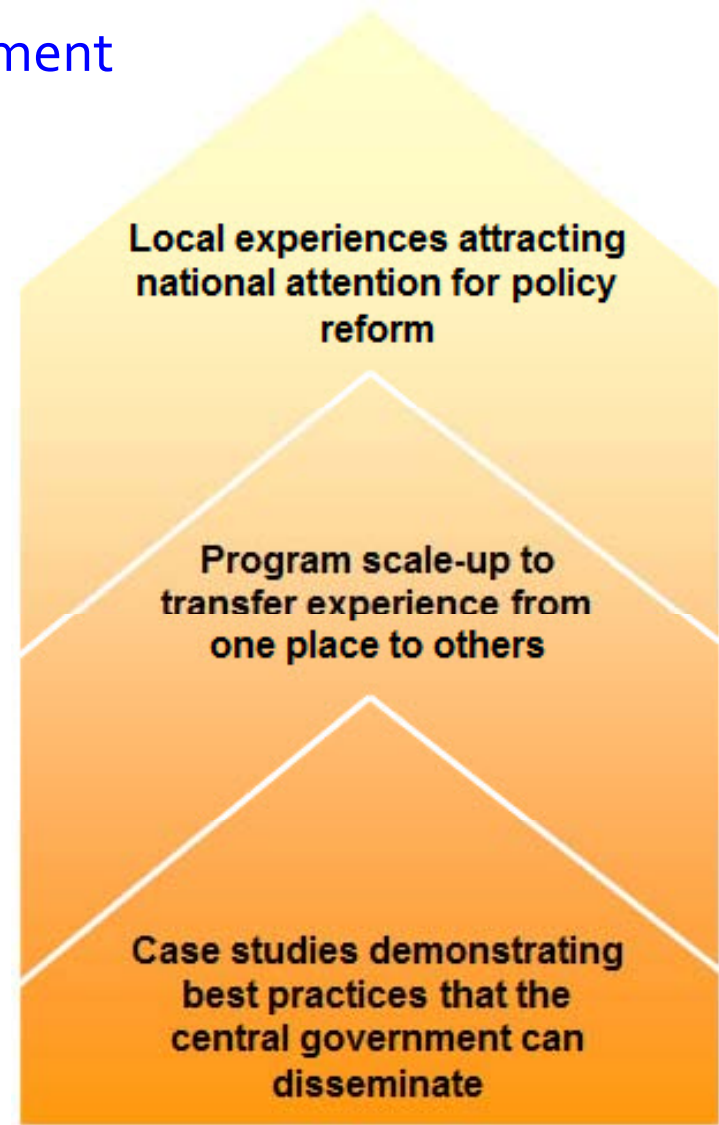 ment
Local experiences attracting
national attention for policy
reform
Program scale-up to
transfer experience from
one place to others
Case studies demonstrating
best practices that the
central government can
disseminate